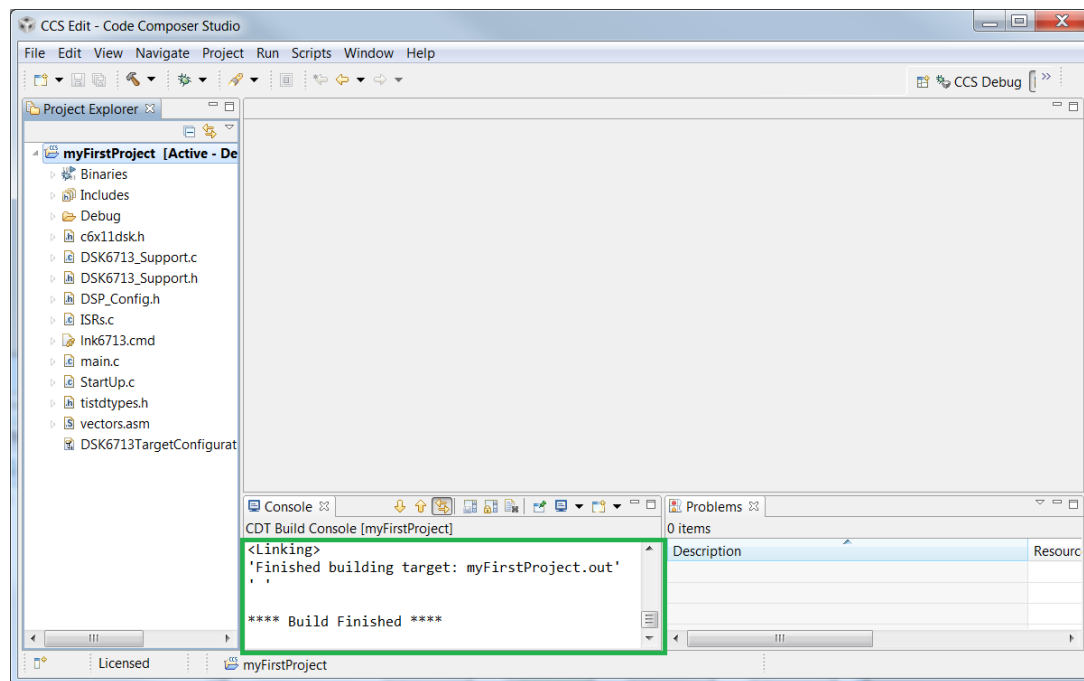 CCS Edit - Code Composer Studio
File Edit View Navigate Project Run Scripts Window Help
CCS Debug
Project Explorer
myFirstProject [Active - De
Binaries
Includes
Debug
c6x11dsk.h
DSK6713_Support.c
DSK6713_Support.h
DSP_Config.h
ISRs.c
lnk6713.cmd
main.c
StartUp.c
tistdtypes.h
vectors.asm
DSK6713TargetConfigurat
Console
CDT Build Console [myFirstProject]
<Linking>
'Finished building target: myFirstProject.out'
' '
**** Build Finished ****
Problems
0 items
Description Resourc
Licensed myFirstProject